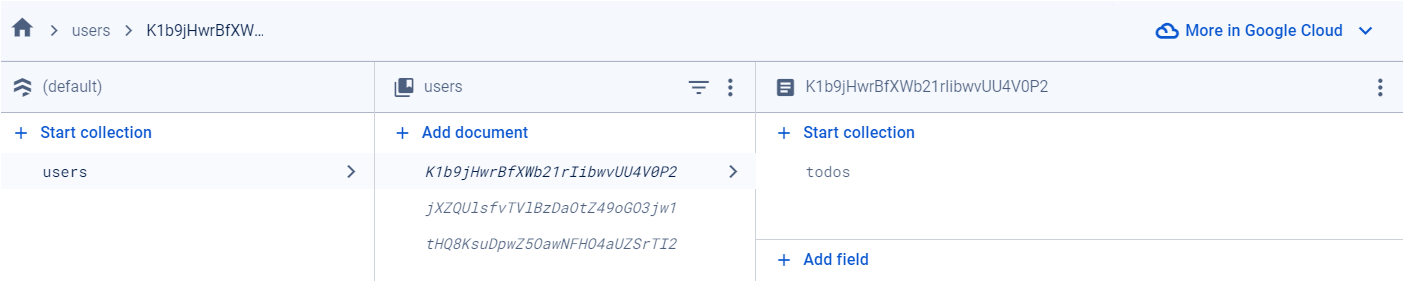 users
K1b9jHwrBfXW...
More in Google Cloud
(default)
users
K1b9jHwrBfXWb21rIibwvUU4V0P2
+ Start collection
+ Add document
+ Start collection
users
K1b9jHwrBfXWb21rIibwvUU4V0P2
todos
jXZQUlsfvTVlBzDaOtZ49oGO3jw1
tHQ8KsuDpwZ5OawNFHO4aUZSrTI2
+ Add field